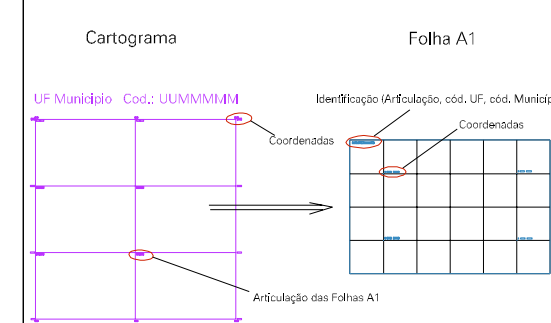 Cartograma
Folha A1
UF Municipio Cod.: UUMMMMM
Identificação (Articulação, cód. UF, cód. Municíp
Coordenadas
Coordenadas
Articulação das Folhas A1